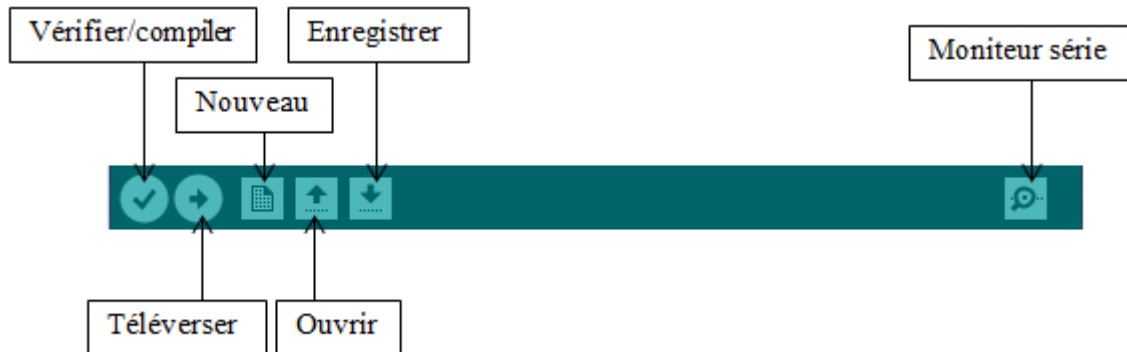 Vérifier/compiler
Enregistrer
Moniteur série
Nouveau
Téléverser
Ouvrir